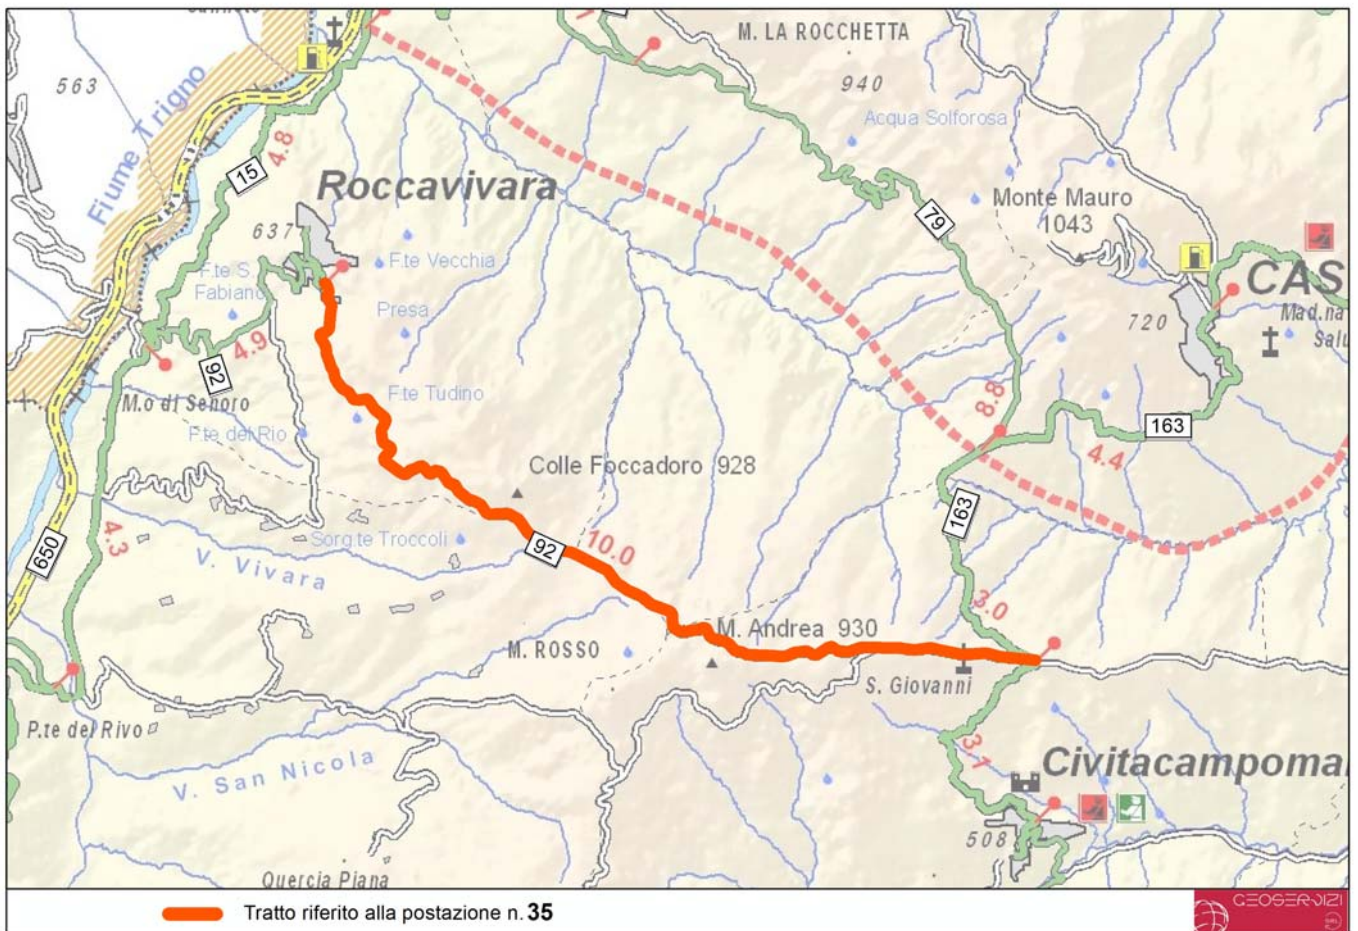 M. LA ROCCHETTA
563
940
Fiume Trigno
Acqua Solforosa
4.8
15
Roccavivara
Monte Mauro
1043
79
637
F.te Vecchia
F.te S.
Fabiano
CAS
Mad.na
Salu
Presa
720
4.9
92
F.te Tudino
8.8
M.o di Senoro
163
F.te del Rio
4.4
Colle Foccadoro 928
163
4.3
Sorg.te Troccoli
92
10.0
650
V. Vivara
3.0
M. Andrea 930
M. ROSSO
S. Giovanni
P.te del Rivo
3.1
Civitacampoma
V. San Nicola
508
Quercia Piana
Tratto riferito alla postazione n. 35
GEOSERVIZI